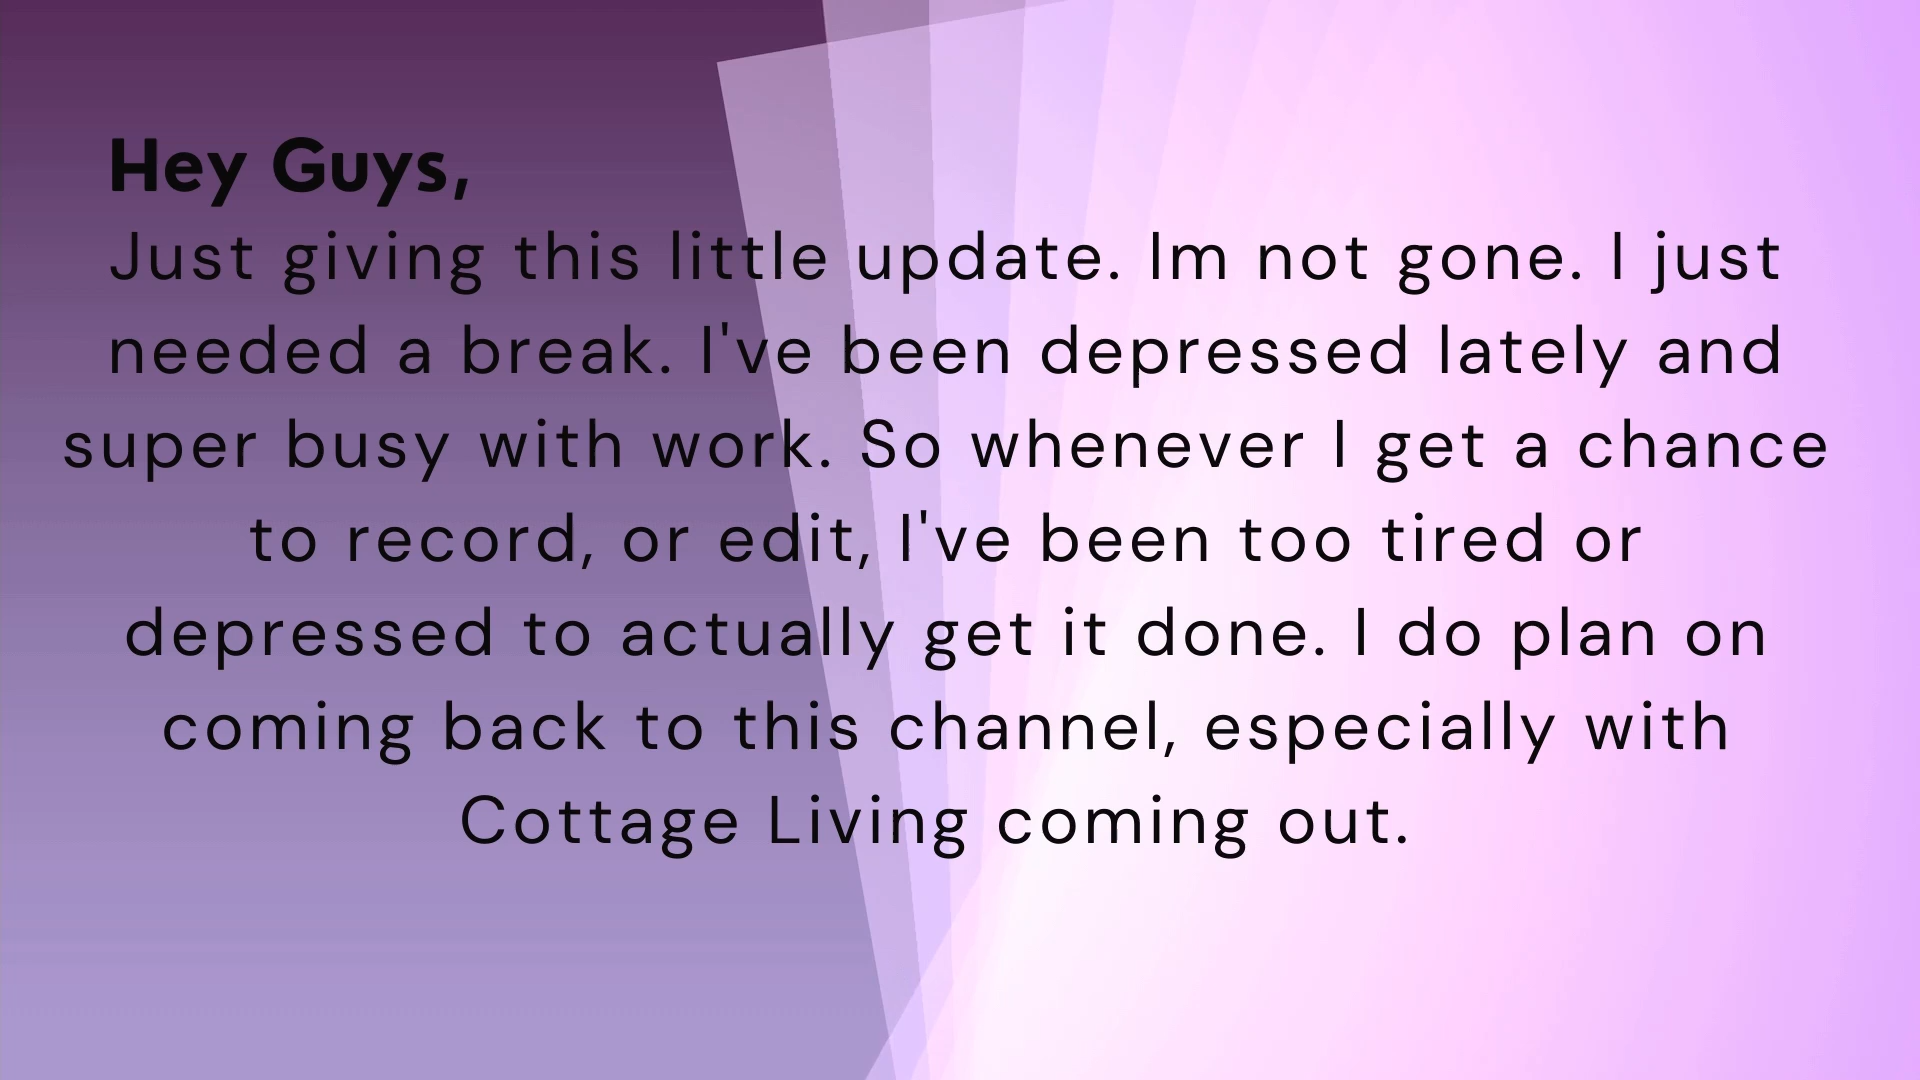 Hey Guys,
Just giving this little update. Im not gone. I just
needed a break. I've been depressed lately and
super busy with work. So whenever I get a chance
to record, or edit, I've been too tired or
depressed to actually get it done. I do plan on
coming back to this channel, especially with
Cottage Living coming out.